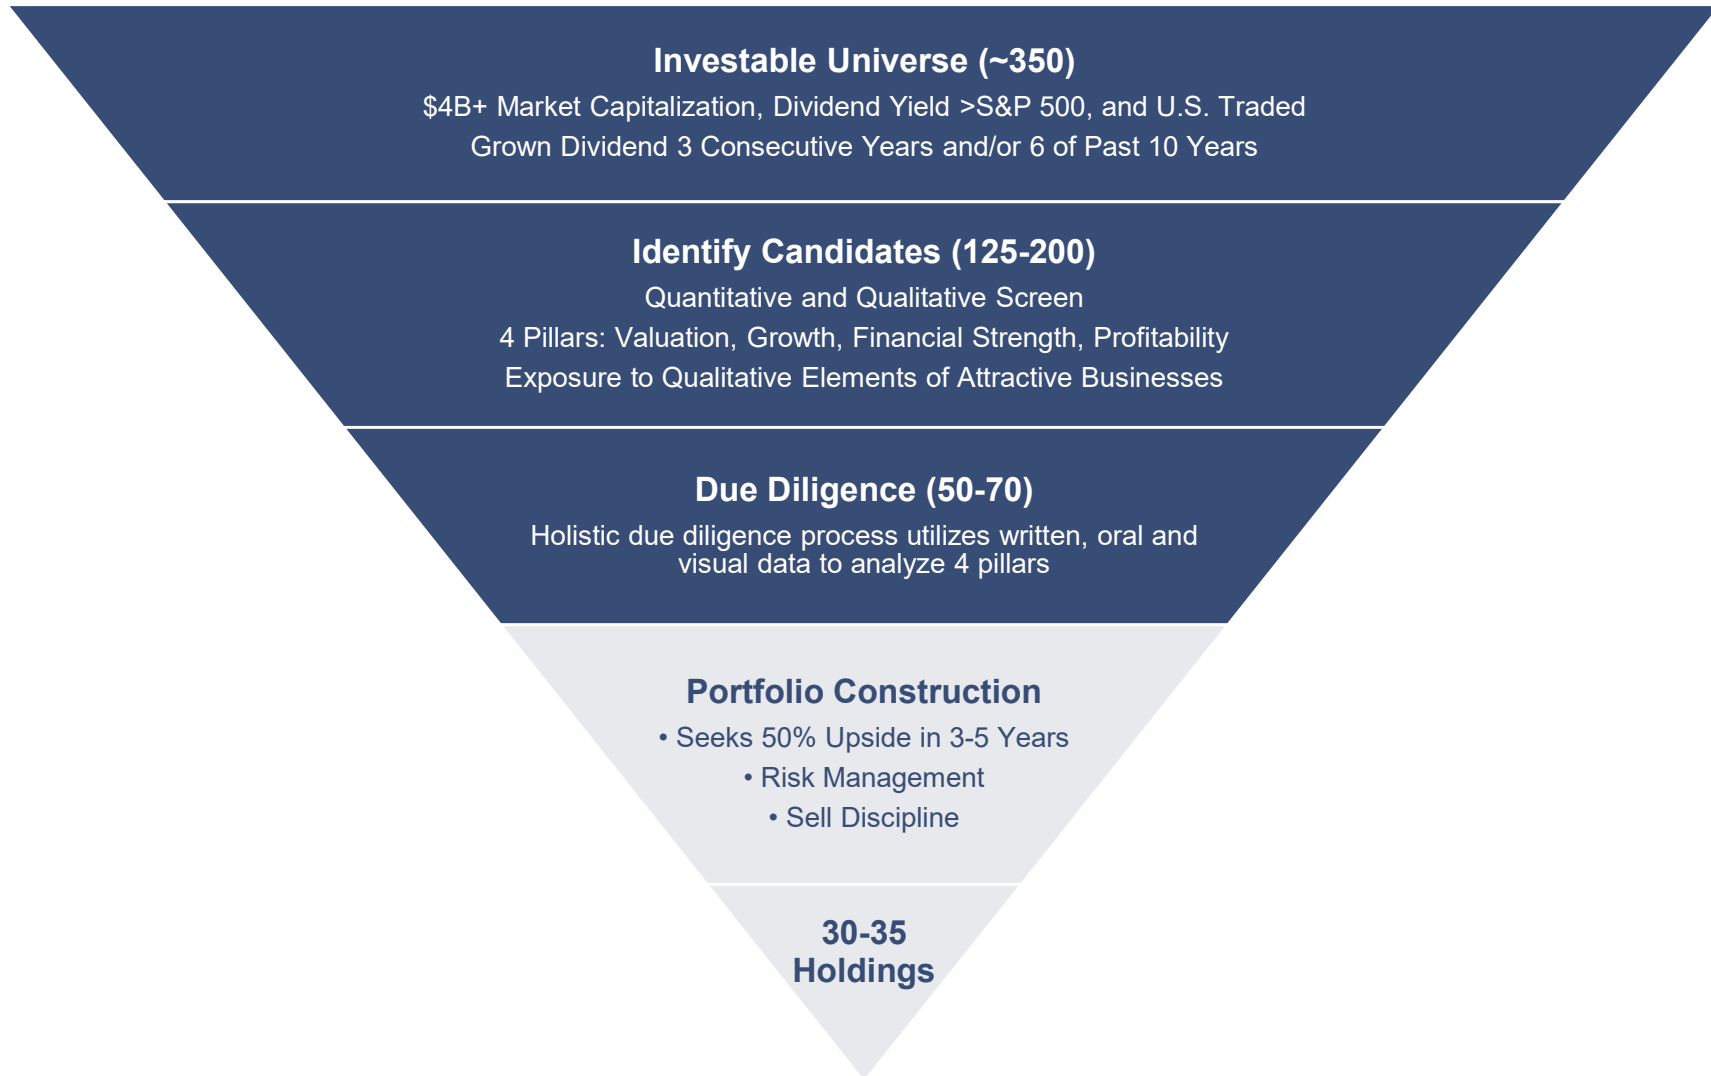 Investable Universe (~350)
$4B+ Market Capitalization, Dividend Yield >S&P 500, and U.S. Traded
Grown Dividend 3 Consecutive Years and/or 6 of Past 10 Years
Identify Candidates (125-200)
Quantitative and Qualitative Screen
4 Pillars: Valuation, Growth, Financial Strength, Profitability
Exposure to Qualitative Elements of Attractive Businesses
Due Diligence (50-70)
Holistic due diligence process utilizes written, oral and
visual data to analyze 4 pillars
Portfolio Construction
• Seeks 50% Upside in 3-5 Years
• Risk Management
• Sell Discipline
30-35
Holdings